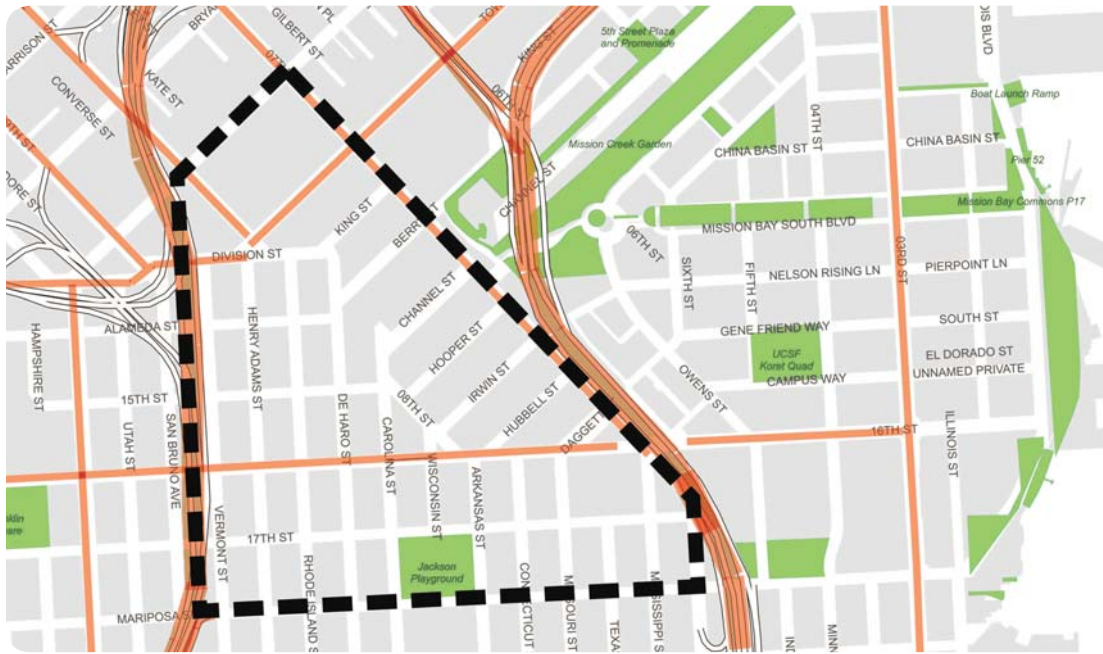 GILBERT ST
KATE ST
CONVERSE ST
5th Street Plaza
and Promenade
Boat Launch Ramp
Mission Creek Garden
04TH ST
CHINA BASIN ST
CHINA BASIN ST
Pier 52
Mission Bay Commons P17
CHANNEL ST
KING ST
06TH ST
MISSION BAY SOUTH BLVD
DIVISION ST
03RD ST
SIXTH ST
FIFTH ST
NELSON RISING LN
PIERPOINT LN
CHANNEL ST
HAMPSHIRE ST
ALAMEDA ST
HENRY ADAMS ST
HOOPER ST
GENE FRIEND WAY
SOUTH ST
UCSF
Koret Quad
EL DORADO ST
UNNAMED PRIVATE
CAMPUS WAY
IRWIN ST
OWENS ST
15TH ST
UTAH ST
SAN BRUNO AVE
DE HARO ST
CAROLINA ST
08TH ST
HUBBELL ST
DAGGETT
16TH ST
ILLINOIS ST
WISCONSIN ST
ARKANSAS ST
VERMONT ST
17TH ST
Jackson
Playground
MARIPOSA S
RHODE ISLAND S
CONNECTICUT
MISSOURI ST
TEXA
MISSISSIPPI S
IND
MINN